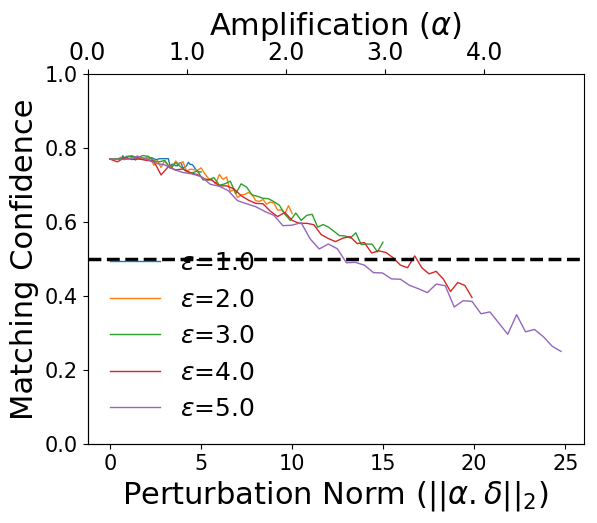 Amplification (α)
0.0 1.0 2.0 3.0 4.0
1.0
0.8
0.6
0.4
0.2
0.0
Matching Confidence
ε=1.0
ε=2.0
ε=3.0
ε=4.0
ε=5.0
0 5 10 15 20 25
Perturbation Norm (||α.δ||₂)